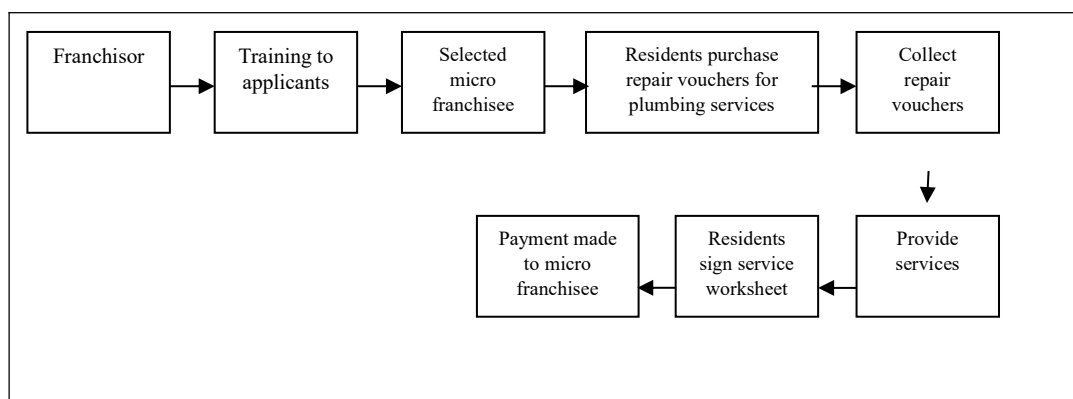 Franchisor
Training to
applicants
Selected
micro
franchisee
Residents purchase
repair vouchers for
plumbing services
Collect
repair
vouchers
Provide
services
Residents
sign service
worksheet
Payment made
to micro
franchisee